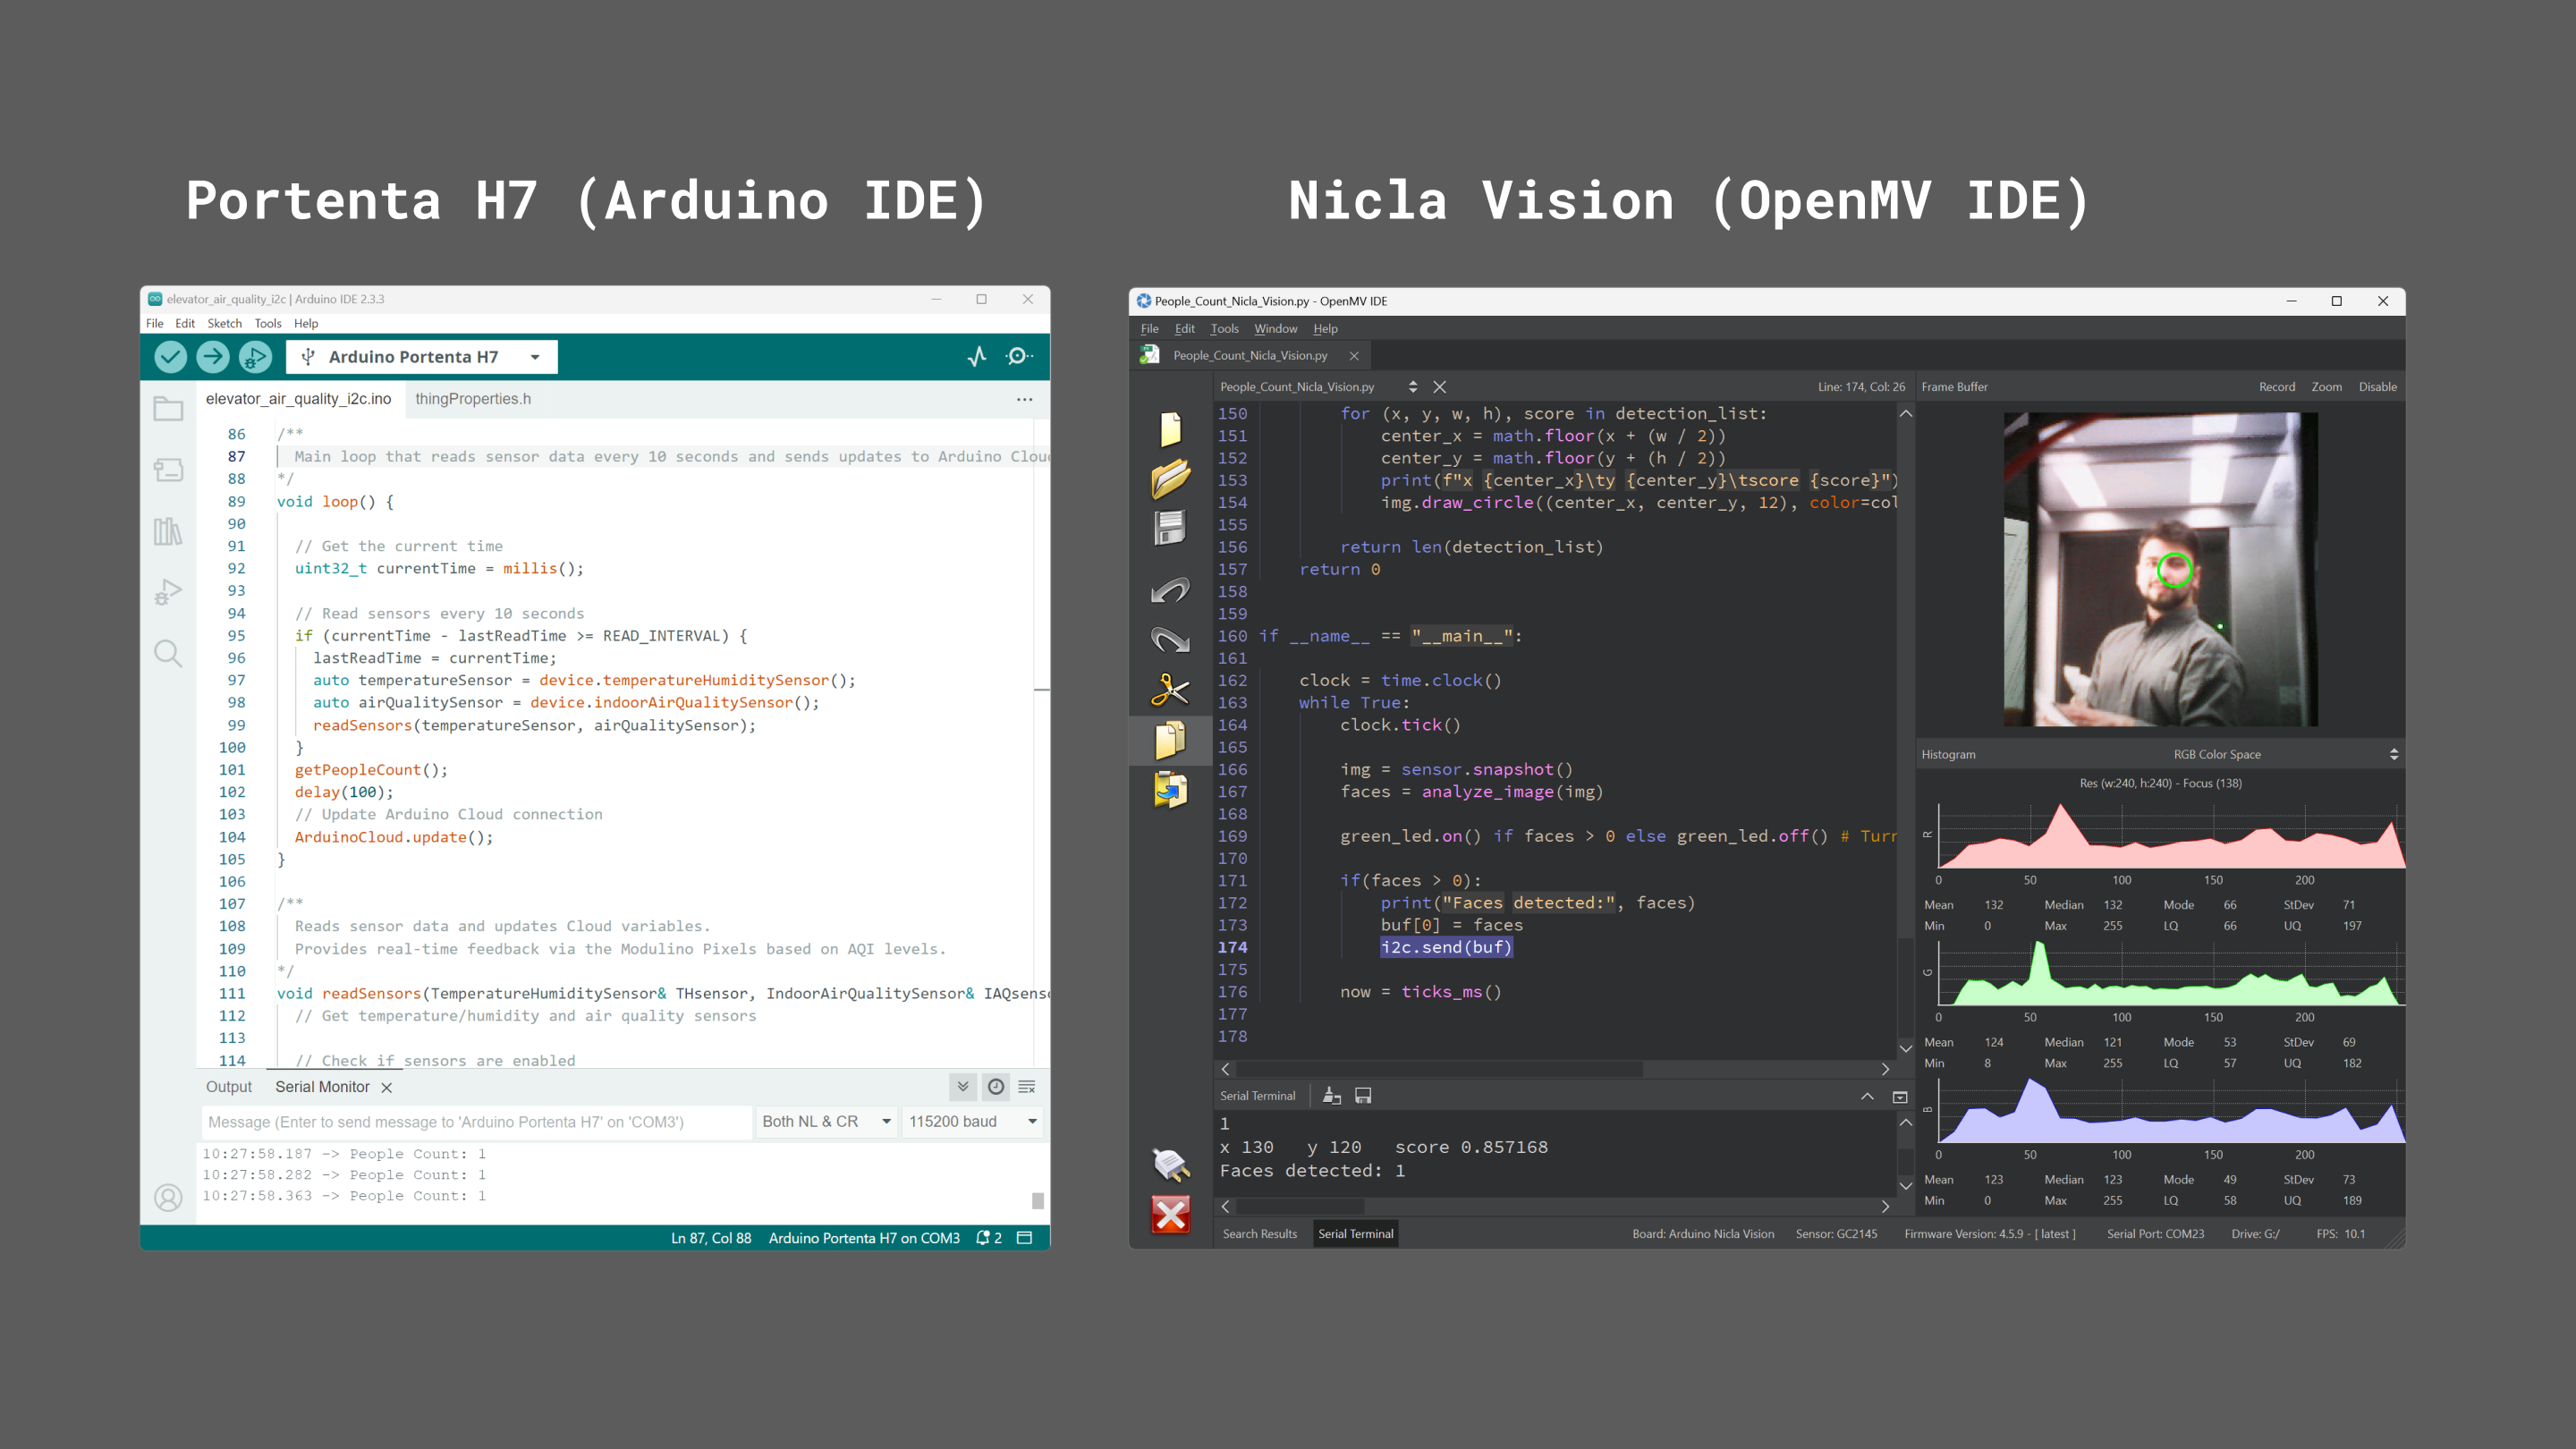 Portenta H7 (Arduino IDE)
elevator_air_quality_i2c | Arduino IDE 2.3.3
File Edit Sketch Tools Help
Arduino Portenta H7
elevator_air_quality_i2c.ino thingProperties.h ...
86 /**
87 Main loop that reads sensor data every 10 seconds and sends updates to Arduino Clou
88 */
89 void loop() {
90
91 // Get the current time
92 uint32_t currentTime = millis();
93
94 // Read sensors every 10 seconds
95 if (currentTime - lastReadTime >= READ_INTERVAL) {
96 lastReadTime = currentTime;
97 auto temperatureSensor = device.temperatureHumiditySensor();
98 auto airQualitySensor = device.indoorAirQualitySensor();
99 readSensors(temperatureSensor, airQualitySensor);
100 }
101 getPeopleCount();
102 delay(100);
103 // Update Arduino Cloud connection
104 ArduinoCloud.update();
105 }
106
107 /**
108 Reads sensor data and updates Cloud variables.
109 Provides real-time feedback via the Modulino Pixels based on AQI levels.
110 */
111 void readSensors(TemperatureHumiditySensor& THsensor, IndoorAirQualitySensor& IAQsens
112 // Get temperature/humidity and air quality sensors
113
114 // Check if sensors are enabled
Output Serial Monitor
Message (Enter to send message to 'Arduino Portenta H7' on 'COM3') Both NL & CR 115200 baud
10:27:58.187 -> People Count: 1
10:27:58.282 -> People Count: 1
10:27:58.363 -> People Count: 1
Ln 87, Col 88 Arduino Portenta H7 on COM3 2
Nicla Vision (OpenMV IDE)
People_Count_Nicla_Vision.py - OpenMV IDE
File Edit Tools Window Help
People_Count_Nicla_Vision.py
People_Count_Nicla_Vision.py Line: 174, Col: 26
150 for (x, y, w, h), score in detection_list:
151 center_x = math.floor(x + (w / 2))
152 center_y = math.floor(y + (h / 2))
153 print(f"x {center_x}\ty {center_y}\tscore {score}")
154 img.draw_circle((center_x, center_y, 12), color=col
155
156 return len(detection_list)
157 return 0
158
159
160 if __name__ == "__main__":
161
162 clock = time.clock()
163 while True:
164 clock.tick()
165
166 img = sensor.snapshot()
167 faces = analyze_image(img)
168
169 green_led.on() if faces > 0 else green_led.off() # Turn
170
171 if(faces > 0):
172 print("Faces detected:", faces)
173 buf[0] = faces
174 i2c.send(buf)
175
176 now = ticks_ms()
177
178
Serial Terminal
1
x 130 y 120 score 0.857168
Faces detected: 1
Search Results Serial Terminal
Board: Arduino Nicla Vision Sensor: GC2145 Firmware Version: 4.5.9 - [ latest ] Serial Port: COM23 Drive: G:/ FPS: 10.1
Frame Buffer Record Zoom Disable
Histogram RGB Color Space
Res (w:240, h:240) - Focus (138)
R
0 50 100 150 200
Mean 132 Median 132 Mode 66 StDev 71
Min 0 Max 255 LQ 66 UQ 197
G
0 50 100 150 200
Mean 124 Median 121 Mode 53 StDev 69
Min 8 Max 255 LQ 57 UQ 182
B
0 50 100 150 200
Mean 123 Median 123 Mode 49 StDev 73
Min 0 Max 255 LQ 58 UQ 189